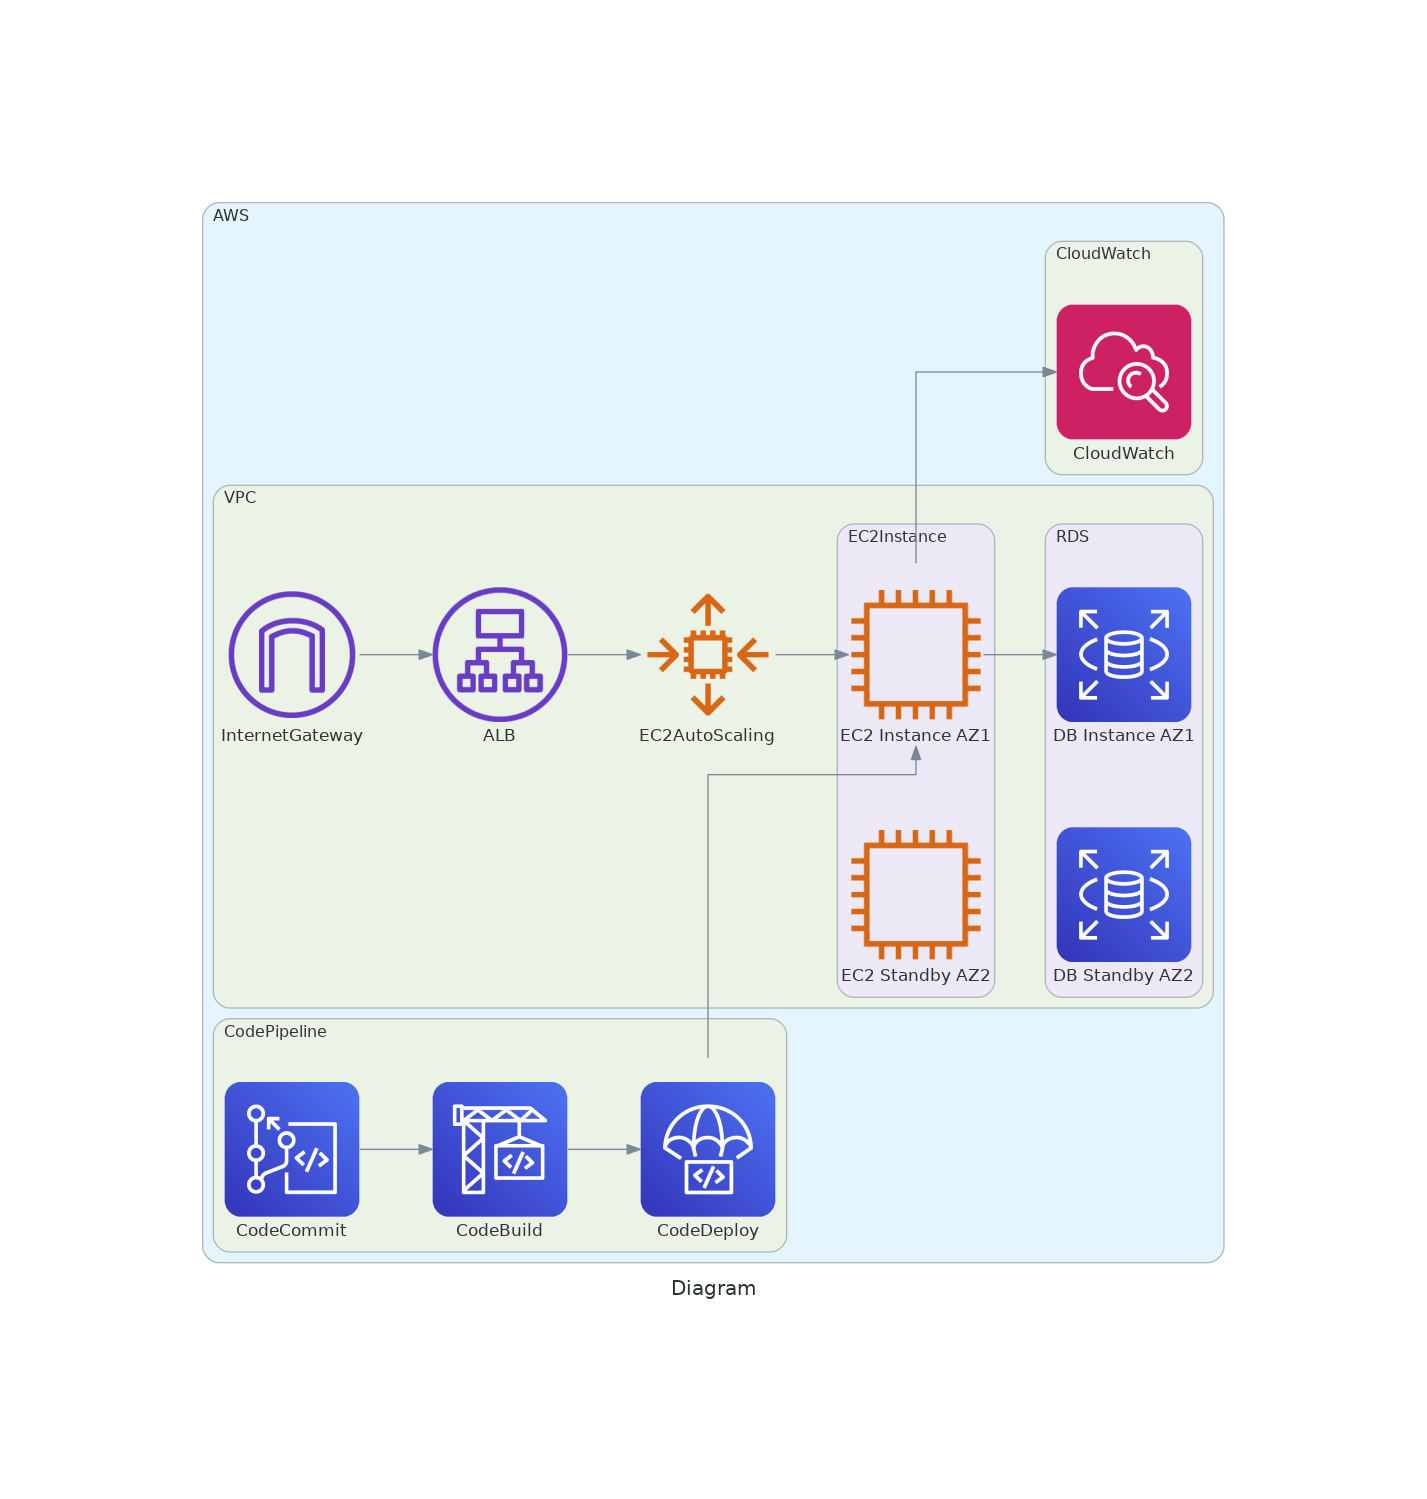 AWS
CloudWatch
CloudWatch
VPC
EC2Instance
RDS
InternetGateway
ALB
EC2AutoScaling
EC2 Instance AZ1
DB Instance AZ1
EC2 Standby AZ2
DB Standby AZ2
CodePipeline
CodeCommit
CodeBuild
CodeDeploy
Diagram